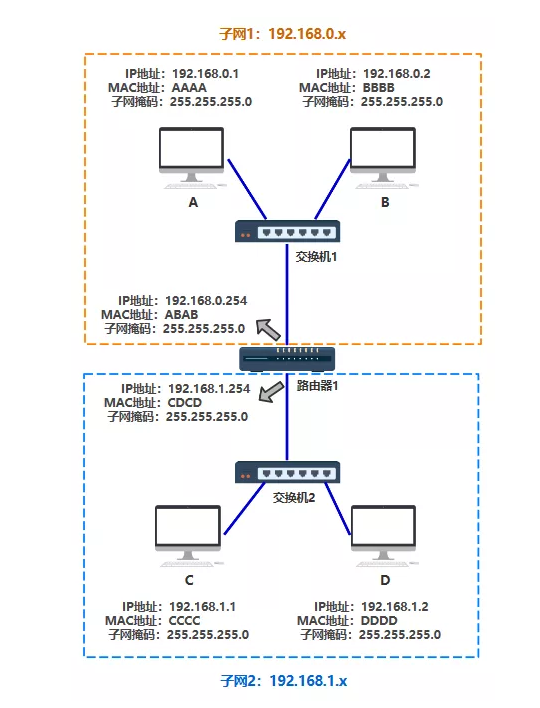 子网1：192.168.0.x
IP地址：192.168.0.1
MAC地址：AAAA
子网掩码：255.255.255.0
IP地址：192.168.0.2
MAC地址：BBBB
子网掩码：255.255.255.0
A
B
交换机1
IP地址：192.168.0.254
MAC地址：ABAB
子网掩码：255.255.255.0
路由器1
IP地址：192.168.1.254
MAC地址：CDCD
子网掩码：255.255.255.0
交换机2
C
D
IP地址：192.168.1.1
MAC地址：CCCC
子网掩码：255.255.255.0
IP地址：192.168.1.2
MAC地址：DDDD
子网掩码：255.255.255.0
子网2：192.168.1.x